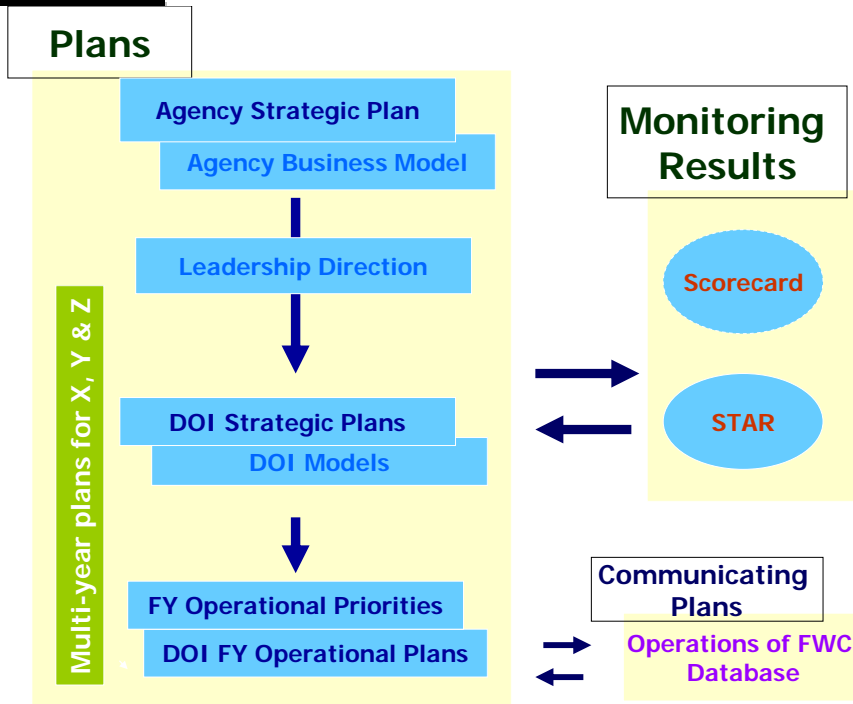 Plans
Agency Strategic Plan
Agency Business Model
Leadership Direction
Multi-year plans for X, Y & Z
DOI Strategic Plans
DOI Models
FY Operational Priorities
DOI FY Operational Plans
Monitoring
Results
Scorecard
STAR
Communicating
Plans
Operations of FWC
Database